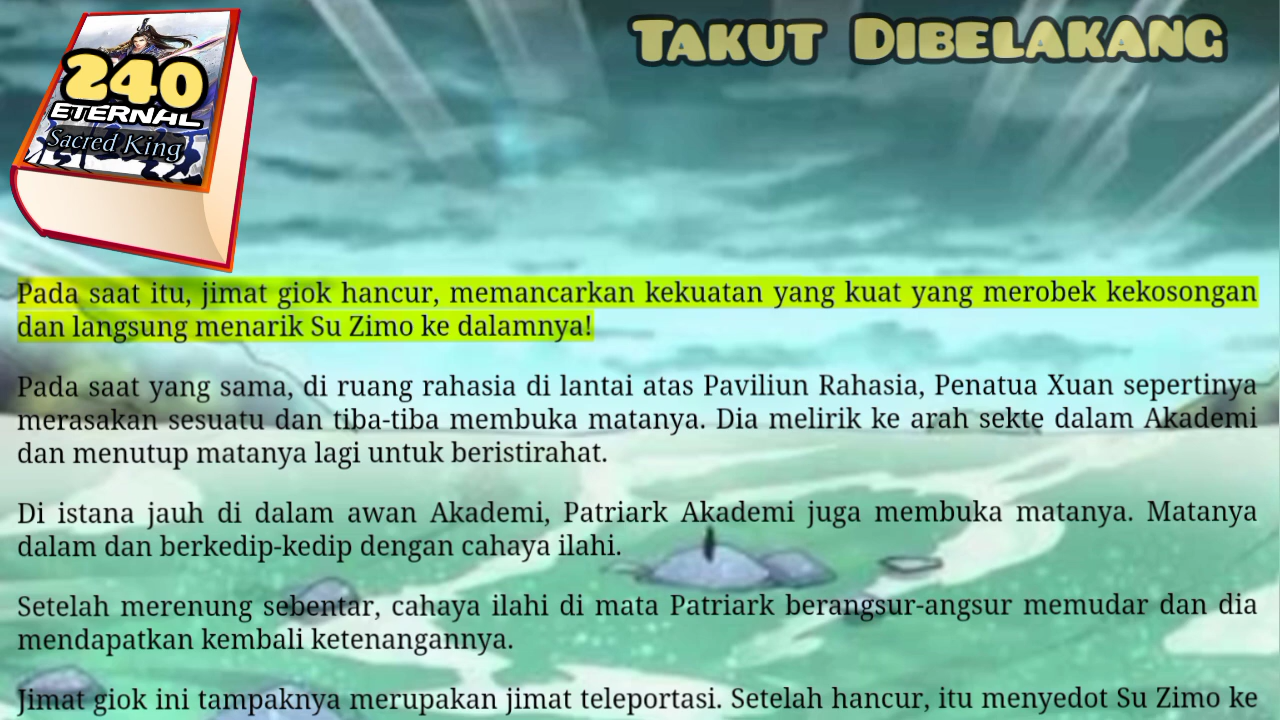 240
ETERNAL
Sacred King
TAKUT DIBELAKANG
Pada saat itu, jimat giok hancur, memancarkan kekuatan yang kuat yang merobek kekosongan
dan langsung menarik Su Zimo ke dalamnya!
Pada saat yang sama, di ruang rahasia di lantai atas Paviliun Rahasia, Penatua Xuan sepertinya
merasakan sesuatu dan tiba-tiba membuka matanya. Dia melirik ke arah sekte dalam Akademi
dan menutup matanya lagi untuk beristirahat.
Di istana jauh di dalam awan Akademi, Patriark Akademi juga membuka matanya. Matanya
dalam dan berkedip-kedip dengan cahaya ilahi.
Setelah merenung sebentar, cahaya ilahi di mata Patriark berangsur-angsur memudar dan dia
mendapatkan kembali ketenangannya.
Jimat giok ini tampaknya merupakan jimat teleportasi. Setelah hancur, itu menyedot Su Zimo ke